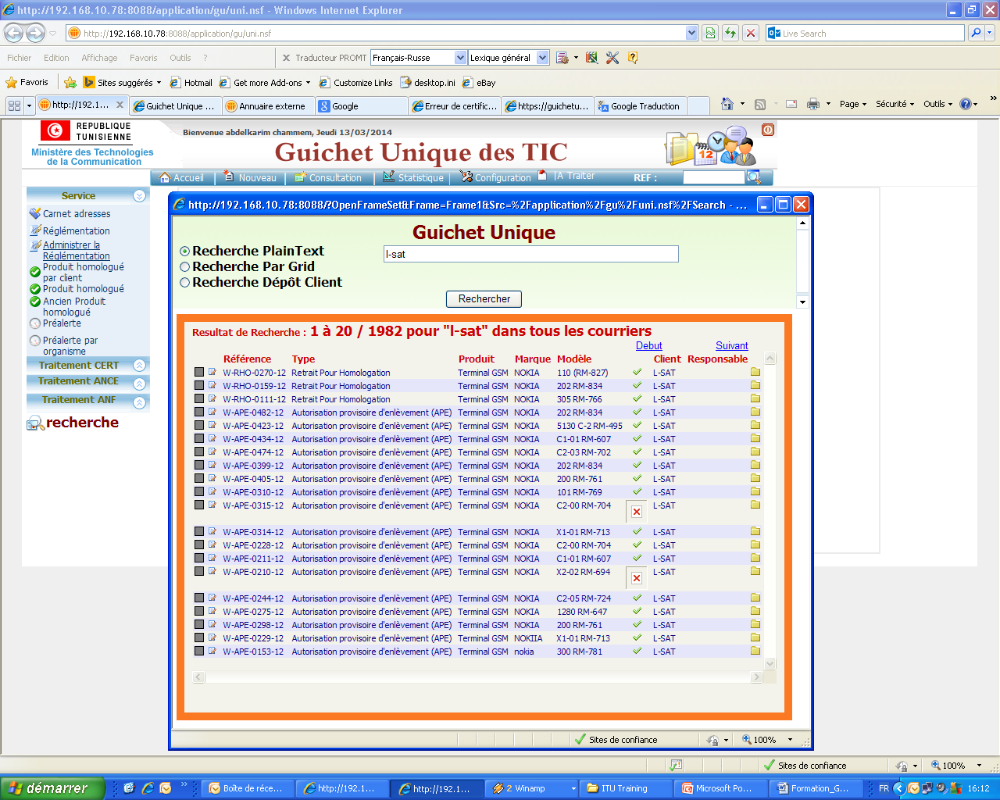 http://192.168.10.78:8088/application/gu/uni.nsf - Windows Internet Explorer
http://192.168.10.78:8088/application/gu/uni.nsf
Live Search
Fichier Edition Affichage Favoris Outils ?
Traducteur PROMT Français-Russe Lexique général
Favoris Sites suggérés Hotmail Get more Add-ons Customize Links desktop.ini eBay
http://192.1... Guichet Unique ... Annuaire externe Google Erreur de certific... https://guichetu... Google Traduction
Page Sécurité Outils
REPUBLIQUE
TUNISIENNE
Ministère des Technologies
de la Communication
Bienvenue abdelkarim chammem, Jeudi 13/03/2014
Guichet Unique des TIC
12
Accueil Nouveau Consultation Statistique Configuration |A Traiter REF :
Service
Carnet adresses
Réglémentation
Administrer la
Réglémentation
Produit homologué
par client
Produit homologué
Ancien Produit
homologué
Préalerte
Préalerte par
organisme
Traitement CERT
Traitement ANCE
Traitement ANF
recherche
http://192.168.10.78:8088/?OpenFrameSet&Frame=Frame1&Src=%2Fapplication%2Fgu%2Funi.nsf%2FSearch - ...
Guichet Unique
Recherche PlainText
l-sat
Recherche Par Grid
Recherche Dépôt Client
Rechercher
Resultat de Recherche : 1 à 20 / 1982 pour "l-sat" dans tous les courriers
Debut Suivant
Référence Type Produit Marque Modèle Client Responsable
W-RHO-0270-12 Retrait Pour Homologation Terminal GSM NOKIA 110 (RM-827) L-SAT
W-RHO-0159-12 Retrait Pour Homologation Terminal GSM NOKIA 202 RM-834 L-SAT
W-RHO-0111-12 Retrait Pour Homologation Terminal GSM NOKIA 305 RM-766 L-SAT
W-APE-0482-12 Autorisation provisoire d'enlèvement (APE) Terminal GSM NOKIA 202 RM-834 L-SAT
W-APE-0423-12 Autorisation provisoire d'enlèvement (APE) Terminal GSM NOKIA 5130 C-2 RM-495 L-SAT
W-APE-0434-12 Autorisation provisoire d'enlèvement (APE) Terminal GSM NOKIA C1-01 RM-607 L-SAT
W-APE-0474-12 Autorisation provisoire d'enlèvement (APE) Terminal GSM NOKIA C2-03 RM-702 L-SAT
W-APE-0399-12 Autorisation provisoire d'enlèvement (APE) Terminal GSM NOKIA 202 RM-834 L-SAT
W-APE-0405-12 Autorisation provisoire d'enlèvement (APE) Terminal GSM NOKIA 200 RM-761 L-SAT
W-APE-0310-12 Autorisation provisoire d'enlèvement (APE) Terminal GSM NOKIA 101 RM-769 L-SAT
W-APE-0315-12 Autorisation provisoire d'enlèvement (APE) Terminal GSM NOKIA C2-00 RM-704 L-SAT
W-APE-0314-12 Autorisation provisoire d'enlèvement (APE) Terminal GSM NOKIA X1-01 RM-713 L-SAT
W-APE-0228-12 Autorisation provisoire d'enlèvement (APE) Terminal GSM NOKIA C2-00 RM-704 L-SAT
W-APE-0211-12 Autorisation provisoire d'enlèvement (APE) Terminal GSM NOKIA C1-01 RM-607 L-SAT
W-APE-0210-12 Autorisation provisoire d'enlèvement (APE) Terminal GSM NOKIA X2-02 RM-694 L-SAT
W-APE-0244-12 Autorisation provisoire d'enlèvement (APE) Terminal GSM NOKIA C2-05 RM-724 L-SAT
W-APE-0275-12 Autorisation provisoire d'enlèvement (APE) Terminal GSM NOKIA 1280 RM-647 L-SAT
W-APE-0298-12 Autorisation provisoire d'enlèvement (APE) Terminal GSM NOKIA 200 RM-761 L-SAT
W-APE-0229-12 Autorisation provisoire d'enlèvement (APE) Terminal GSM NOKIIA X1-01 RM-713 L-SAT
W-APE-0153-12 Autorisation provisoire d'enlèvement (APE) Terminal GSM nokia 300 RM-781 L-SAT
Sites de confiance 100%
Sites de confiance 100%
démarrer Boîte de réce... http://192.1... http://192.1... 2 Winamp ITU Training Microsoft Po... Formation_G... FR 16:12